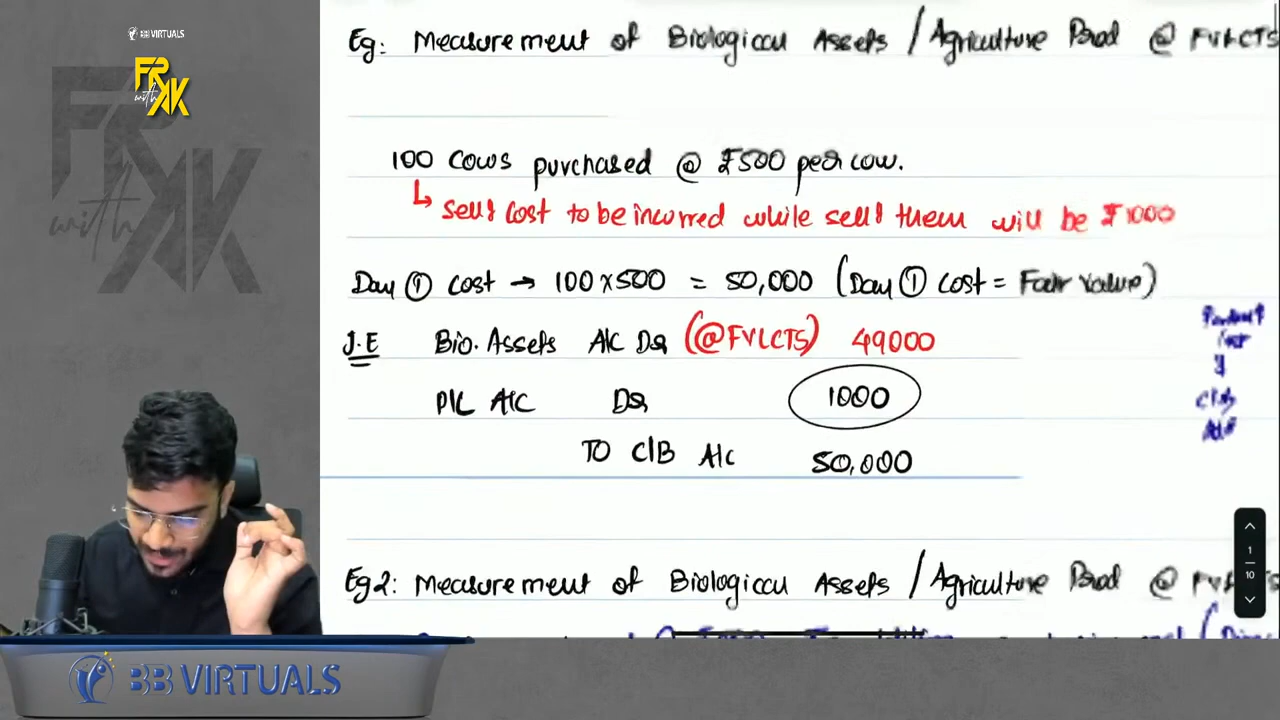 BB VIRTUALS
FR
with
AK
Eg: Measurement of Biological Assets / Agriculture Prod @ FVLCTS
100 cows purchased @ ₹500 per cow.
↳ sell^g cost to be incurred while sell^g them will be ₹1000
Day ① cost → 100 x 500 = 50,000 (Day ① cost = Fair value)
J.E Bio. Assets A/C Dr (@FVLCTS) 49000
P/L A/C Dr 1000
TO C/B A/C 50,000
Eg2: Measurement of Biological Assets / Agriculture Prod @ FVLCTS
1
10
BB VIRTUALS